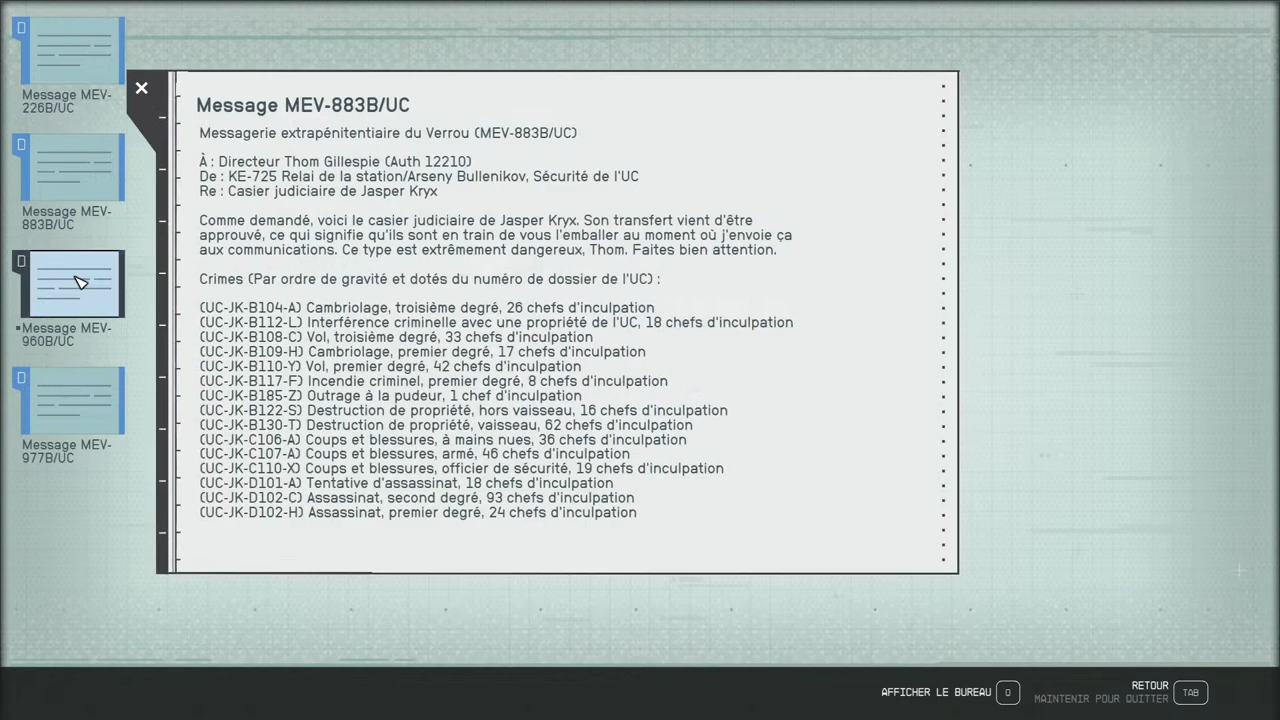 Message MEV-
226B/UC
Message MEV-
883B/UC
Message MEV-
960B/UC
Message MEV-
977B/UC
Message MEV-883B/UC
Messagerie extrapénitentiaire du Verrou (MEV-883B/UC)
À : Directeur Thom Gillespie (Auth 12210)
De : KE-725 Relai de la station/Arseny Bullenikov, Sécurité de l'UC
Re : Casier judiciaire de Jasper Kryx
Comme demandé, voici le casier judiciaire de Jasper Kryx. Son transfert vient d'être
approuvé, ce qui signifie qu'ils sont en train de vous l'emballer au moment où j'envoie ça
aux communications. Ce type est extrêmement dangereux, Thom. Faites bien attention.
Crimes (Par ordre de gravité et dotés du numéro de dossier de l'UC) :
(UC-JK-B104-A) Cambriolage, troisième degré, 26 chefs d'inculpation
(UC-JK-B112-L) Interférence criminelle avec une propriété de l'UC, 18 chefs d'inculpation
(UC-JK-B108-C) Vol, troisième degré, 33 chefs d'inculpation
(UC-JK-B109-H) Cambriolage, premier degré, 17 chefs d'inculpation
(UC-JK-B110-Y) Vol, premier degré, 42 chefs d'inculpation
(UC-JK-B117-F) Incendie criminel, premier degré, 8 chefs d'inculpation
(UC-JK-B185-Z) Outrage à la pudeur, 1 chef d'inculpation
(UC-JK-B122-S) Destruction de propriété, hors vaisseau, 16 chefs d'inculpation
(UC-JK-B130-T) Destruction de propriété, vaisseau, 62 chefs d'inculpation
(UC-JK-C106-A) Coups et blessures, à mains nues, 36 chefs d'inculpation
(UC-JK-C107-A) Coups et blessures, armé, 46 chefs d'inculpation
(UC-JK-C110-X) Coups et blessures, officier de sécurité, 19 chefs d'inculpation
(UC-JK-D101-A) Tentative d'assassinat, 18 chefs d'inculpation
(UC-JK-D102-C) Assassinat, second degré, 93 chefs d'inculpation
(UC-JK-D102-H) Assassinat, premier degré, 24 chefs d'inculpation
AFFICHER LE BUREAU D
RETOUR
MAINTENIR POUR QUITTER TAB